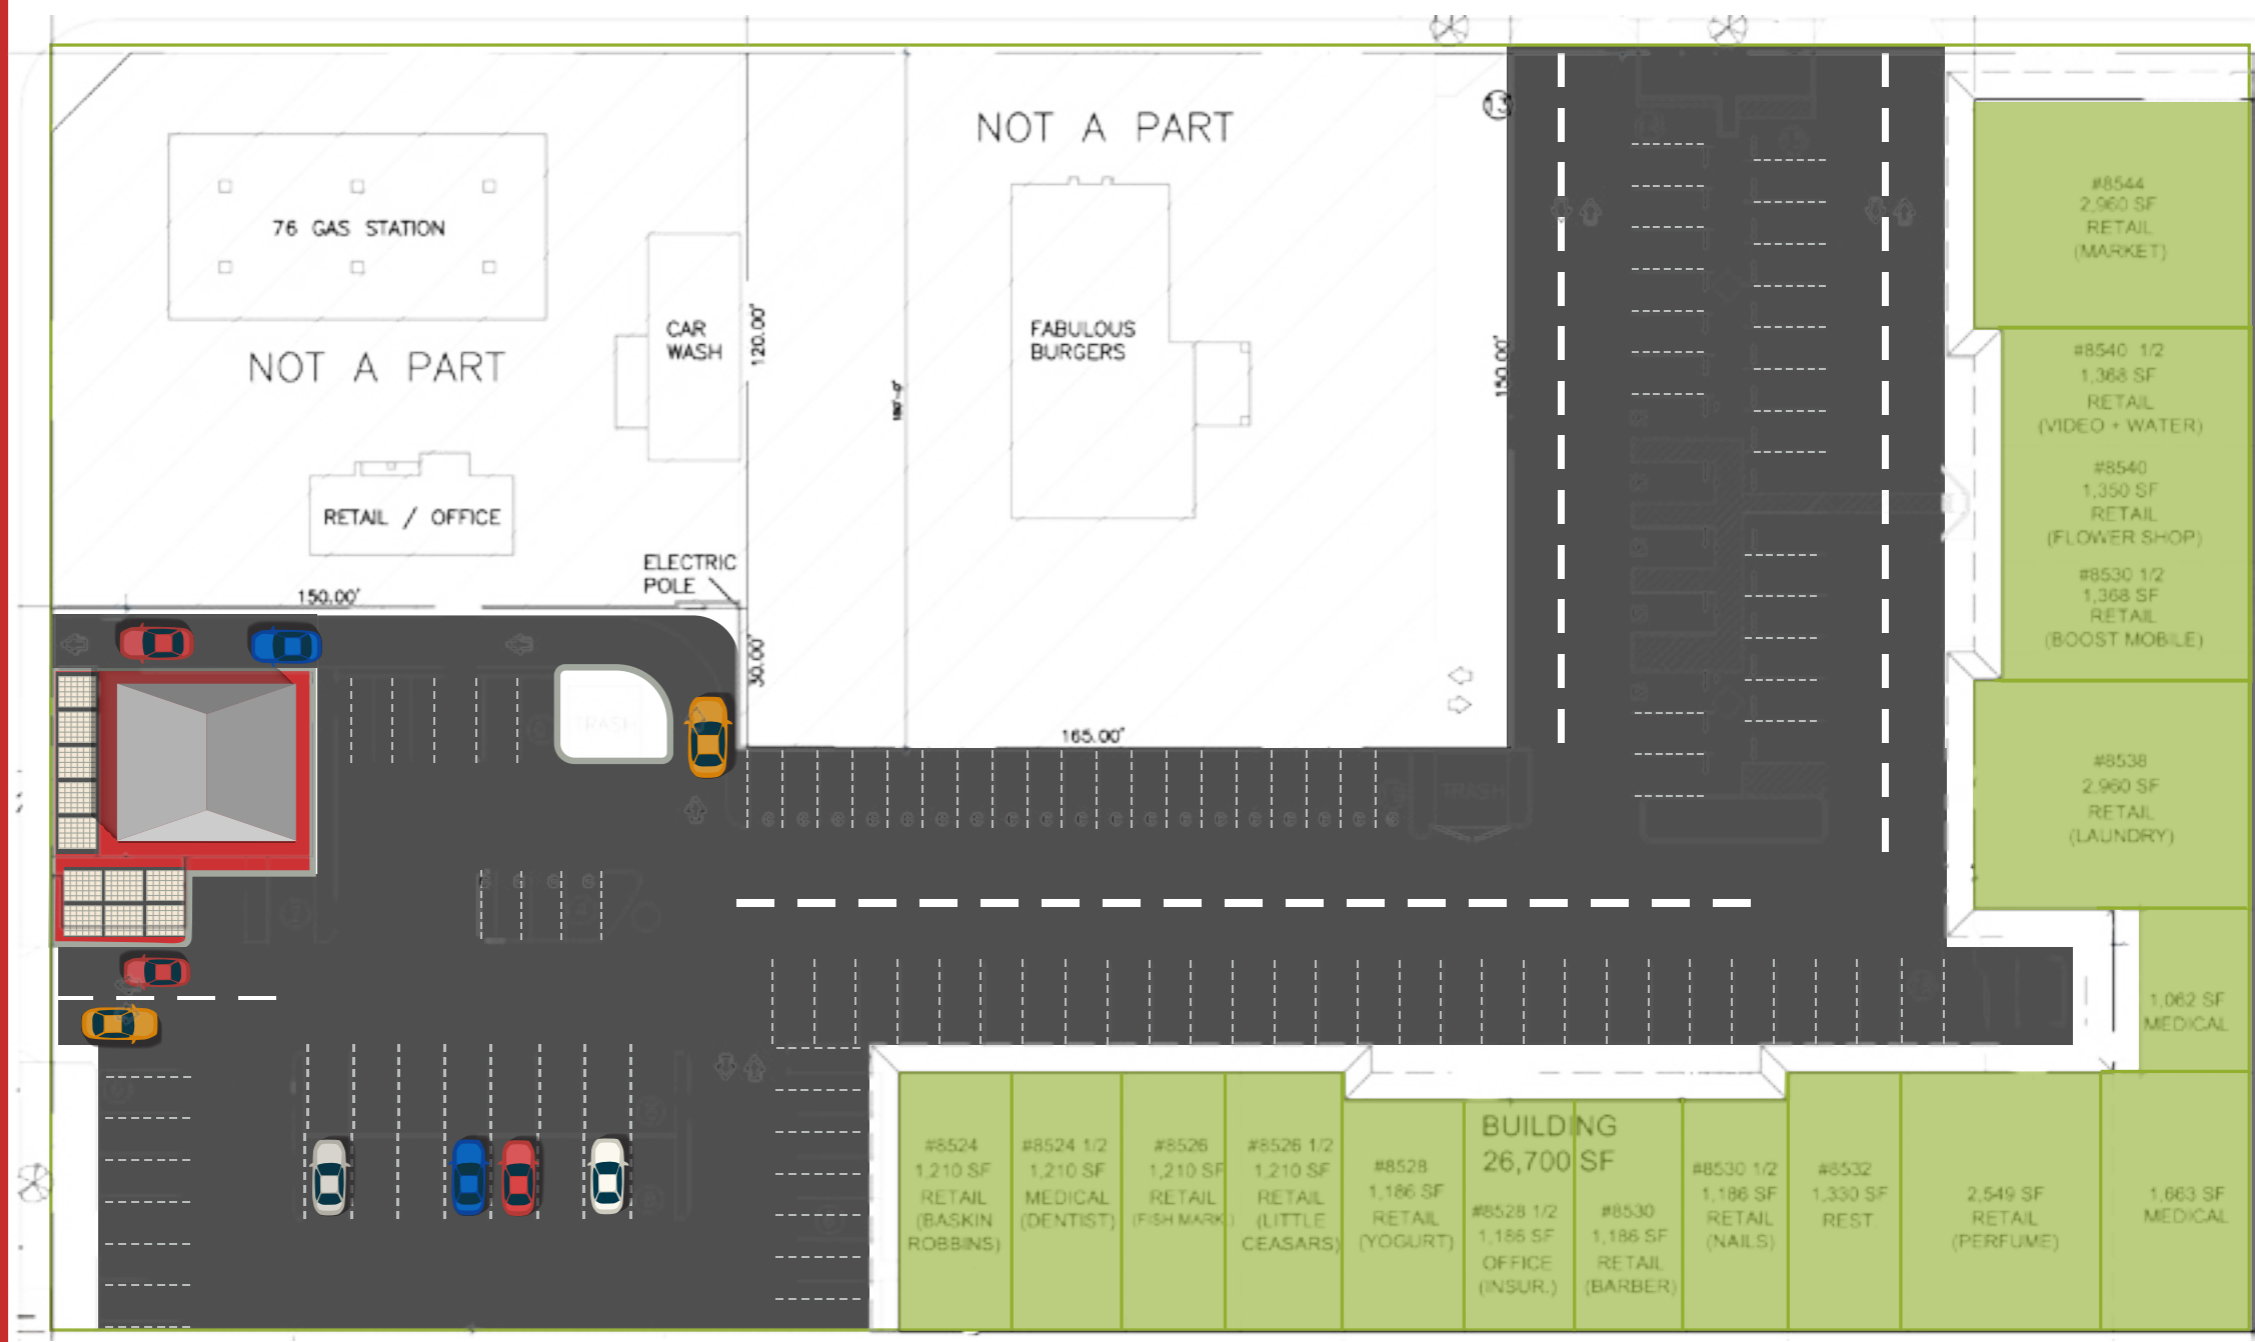 NOT A PART
13
76 GAS STATION
NOT A PART
CAR
WASH
120.00'
180'-0"
FABULOUS
BURGERS
150.00'
RETAIL / OFFICE
ELECTRIC
POLE
150.00'
30.00'
165.00'
TRASH
TRASH
#8544
2,960 SF
RETAIL
(MARKET)
#8540 1/2
1,368 SF
RETAIL
(VIDEO + WATER)
#8540
1,350 SF
RETAIL
(FLOWER SHOP)
#8530 1/2
1,368 SF
RETAIL
(BOOST MOBILE)
#8538
2,960 SF
RETAIL
(LAUNDRY)
1,062 SF
MEDICAL
#8524
1,210 SF
RETAIL
(BASKIN
ROBBINS)
#8524 1/2
1,210 SF
MEDICAL
(DENTIST)
#8526
1,210 SF
RETAIL
(FISH MARK.)
#8526 1/2
1,210 SF
RETAIL
(LITTLE
CEASARS)
#8528
1,186 SF
RETAIL
(YOGURT)
BUILDING
26,700 SF
#8528 1/2
1,186 SF
OFFICE
(INSUR.)
#8530
1,186 SF
RETAIL
(BARBER)
#8530 1/2
1,186 SF
RETAIL
(NAILS)
#8532
1,330 SF
REST.
2,549 SF
RETAIL
(PERFUME)
1,663 SF
MEDICAL